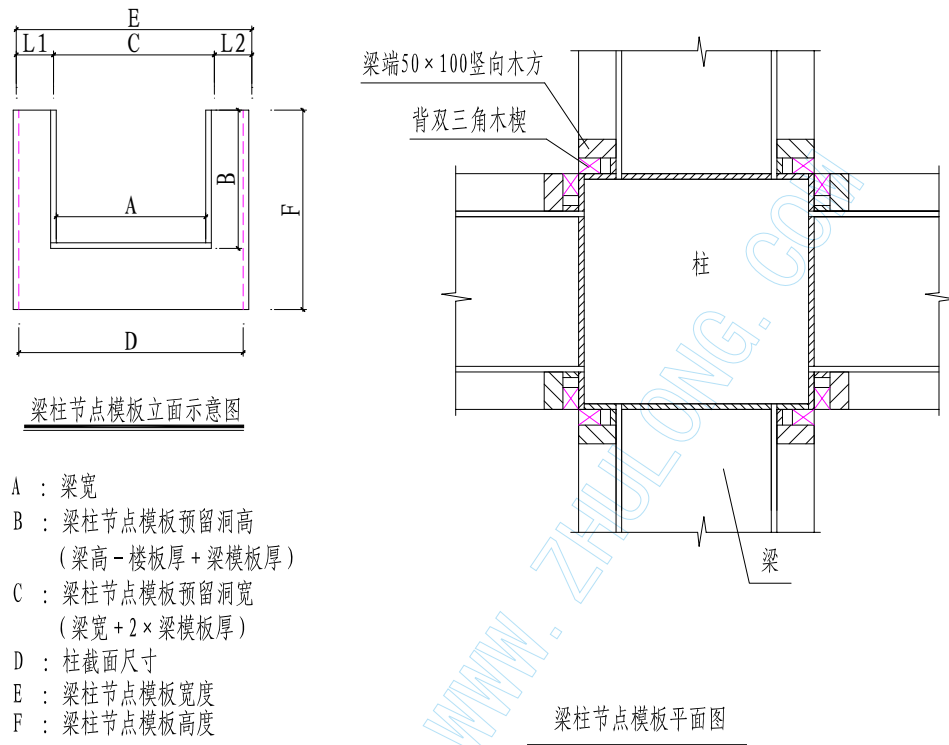 E
L1 C L2
A
B
F
D
梁柱节点模板立面示意图
A : 梁宽
B : 梁柱节点模板预留洞高
(梁高-楼板厚+梁模板厚)
C : 梁柱节点模板预留洞宽
(梁宽+2×梁模板厚)
D : 柱截面尺寸
E : 梁柱节点模板宽度
F : 梁柱节点模板高度
梁端50×100竖向木方
背双三角木楔
柱
梁
梁柱节点模板平面图
WWW.ZHULONG.COM